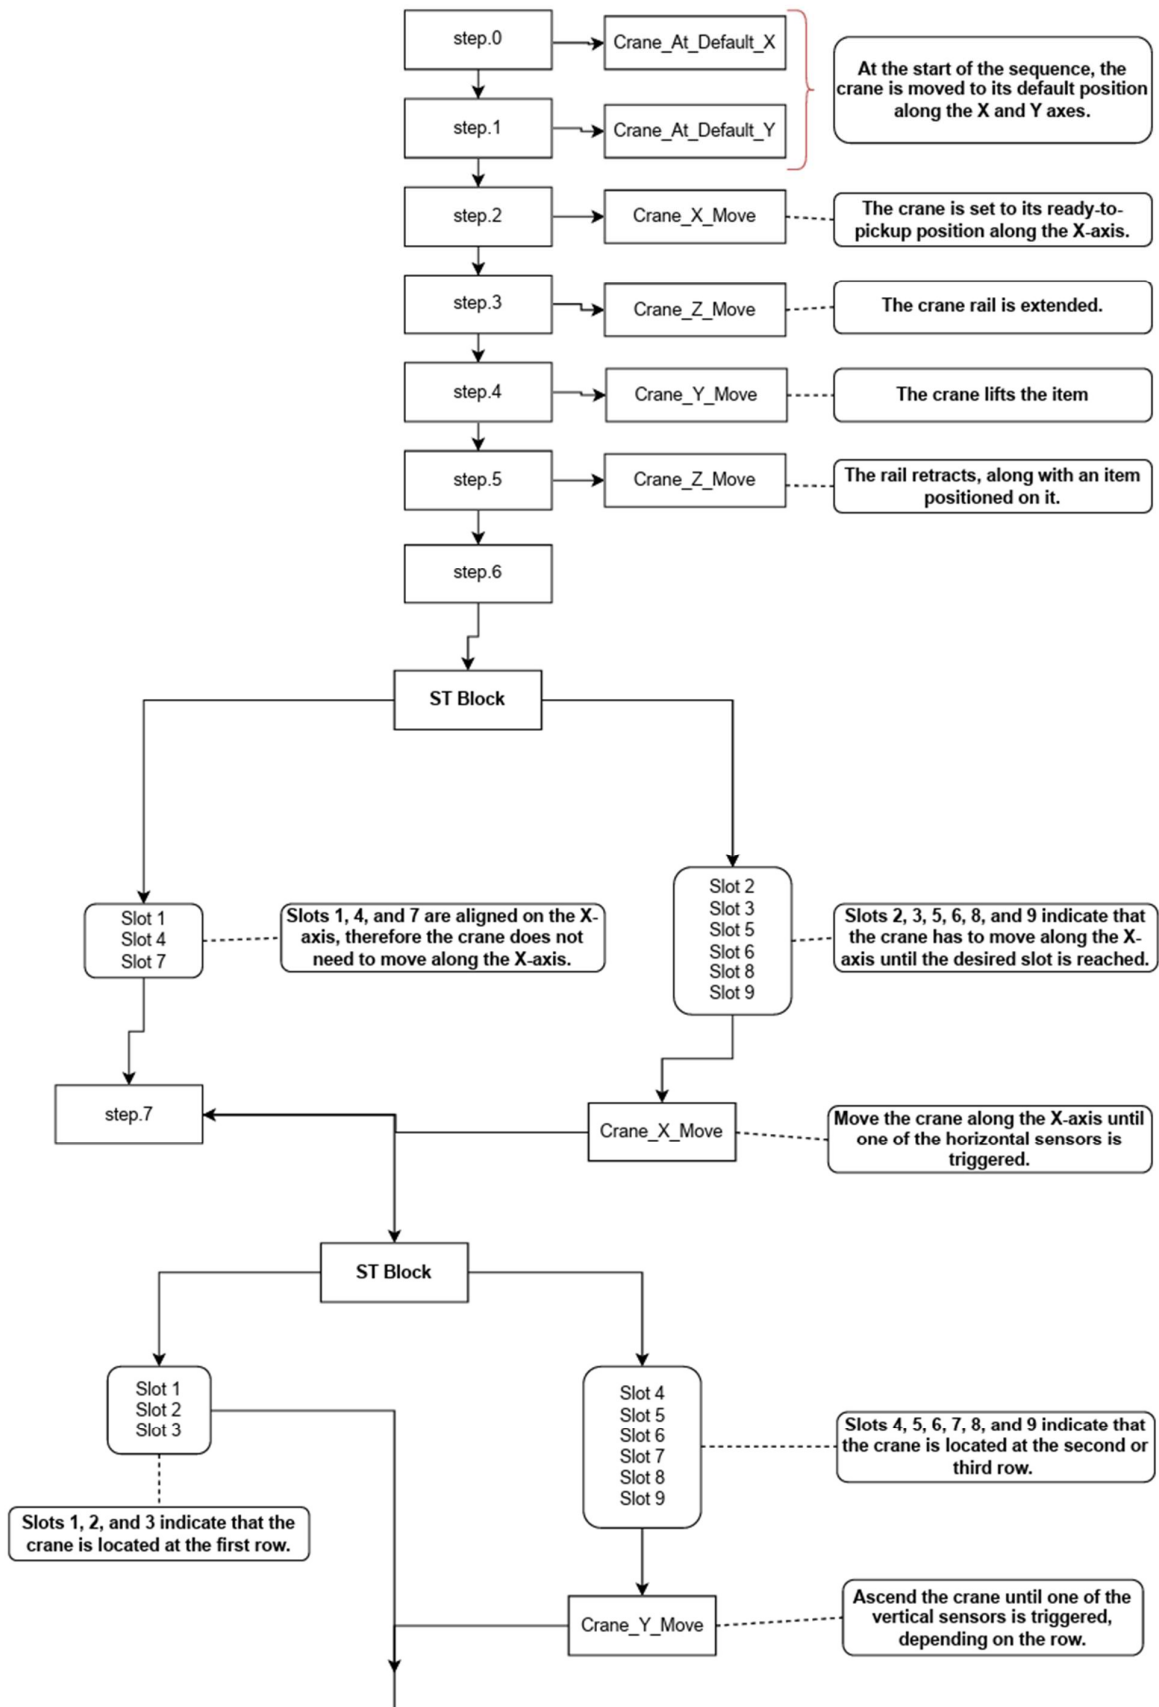 step.0
Crane_At_Default_X
At the start of the sequence, the
crane is moved to its default position
along the X and Y axes.
step.1
Crane_At_Default_Y
step.2
Crane_X_Move
The crane is set to its ready-to-
pickup position along the X-axis.
step.3
Crane_Z_Move
The crane rail is extended.
step.4
Crane_Y_Move
The crane lifts the item
step.5
Crane_Z_Move
The rail retracts, along with an item
positioned on it.
step.6
ST Block
Slot 1
Slot 4
Slot 7
Slots 1, 4, and 7 are aligned on the X-
axis, therefore the crane does not
need to move along the X-axis.
Slot 2
Slot 3
Slot 5
Slot 6
Slot 8
Slot 9
Slots 2, 3, 5, 6, 8, and 9 indicate that
the crane has to move along the X-
axis until the desired slot is reached.
step.7
Crane_X_Move
Move the crane along the X-axis until
one of the horizontal sensors is
triggered.
ST Block
Slot 1
Slot 2
Slot 3
Slots 1, 2, and 3 indicate that the
crane is located at the first row.
Slot 4
Slot 5
Slot 6
Slot 7
Slot 8
Slot 9
Slots 4, 5, 6, 7, 8, and 9 indicate that
the crane is located at the second or
third row.
Crane_Y_Move
Ascend the crane until one of the
vertical sensors is triggered,
depending on the row.